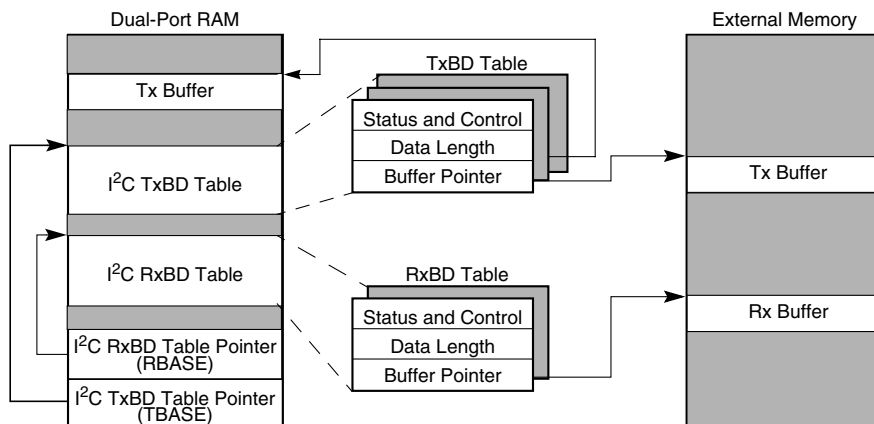 Dual-Port RAM
Tx Buffer
I²C TxBD Table
I²C RxBD Table
I²C RxBD Table Pointer
(RBASE)
I²C TxBD Table Pointer
(TBASE)
TxBD Table
Status and Control
Data Length
Buffer Pointer
RxBD Table
Status and Control
Data Length
Buffer Pointer
External Memory
Tx Buffer
Rx Buffer